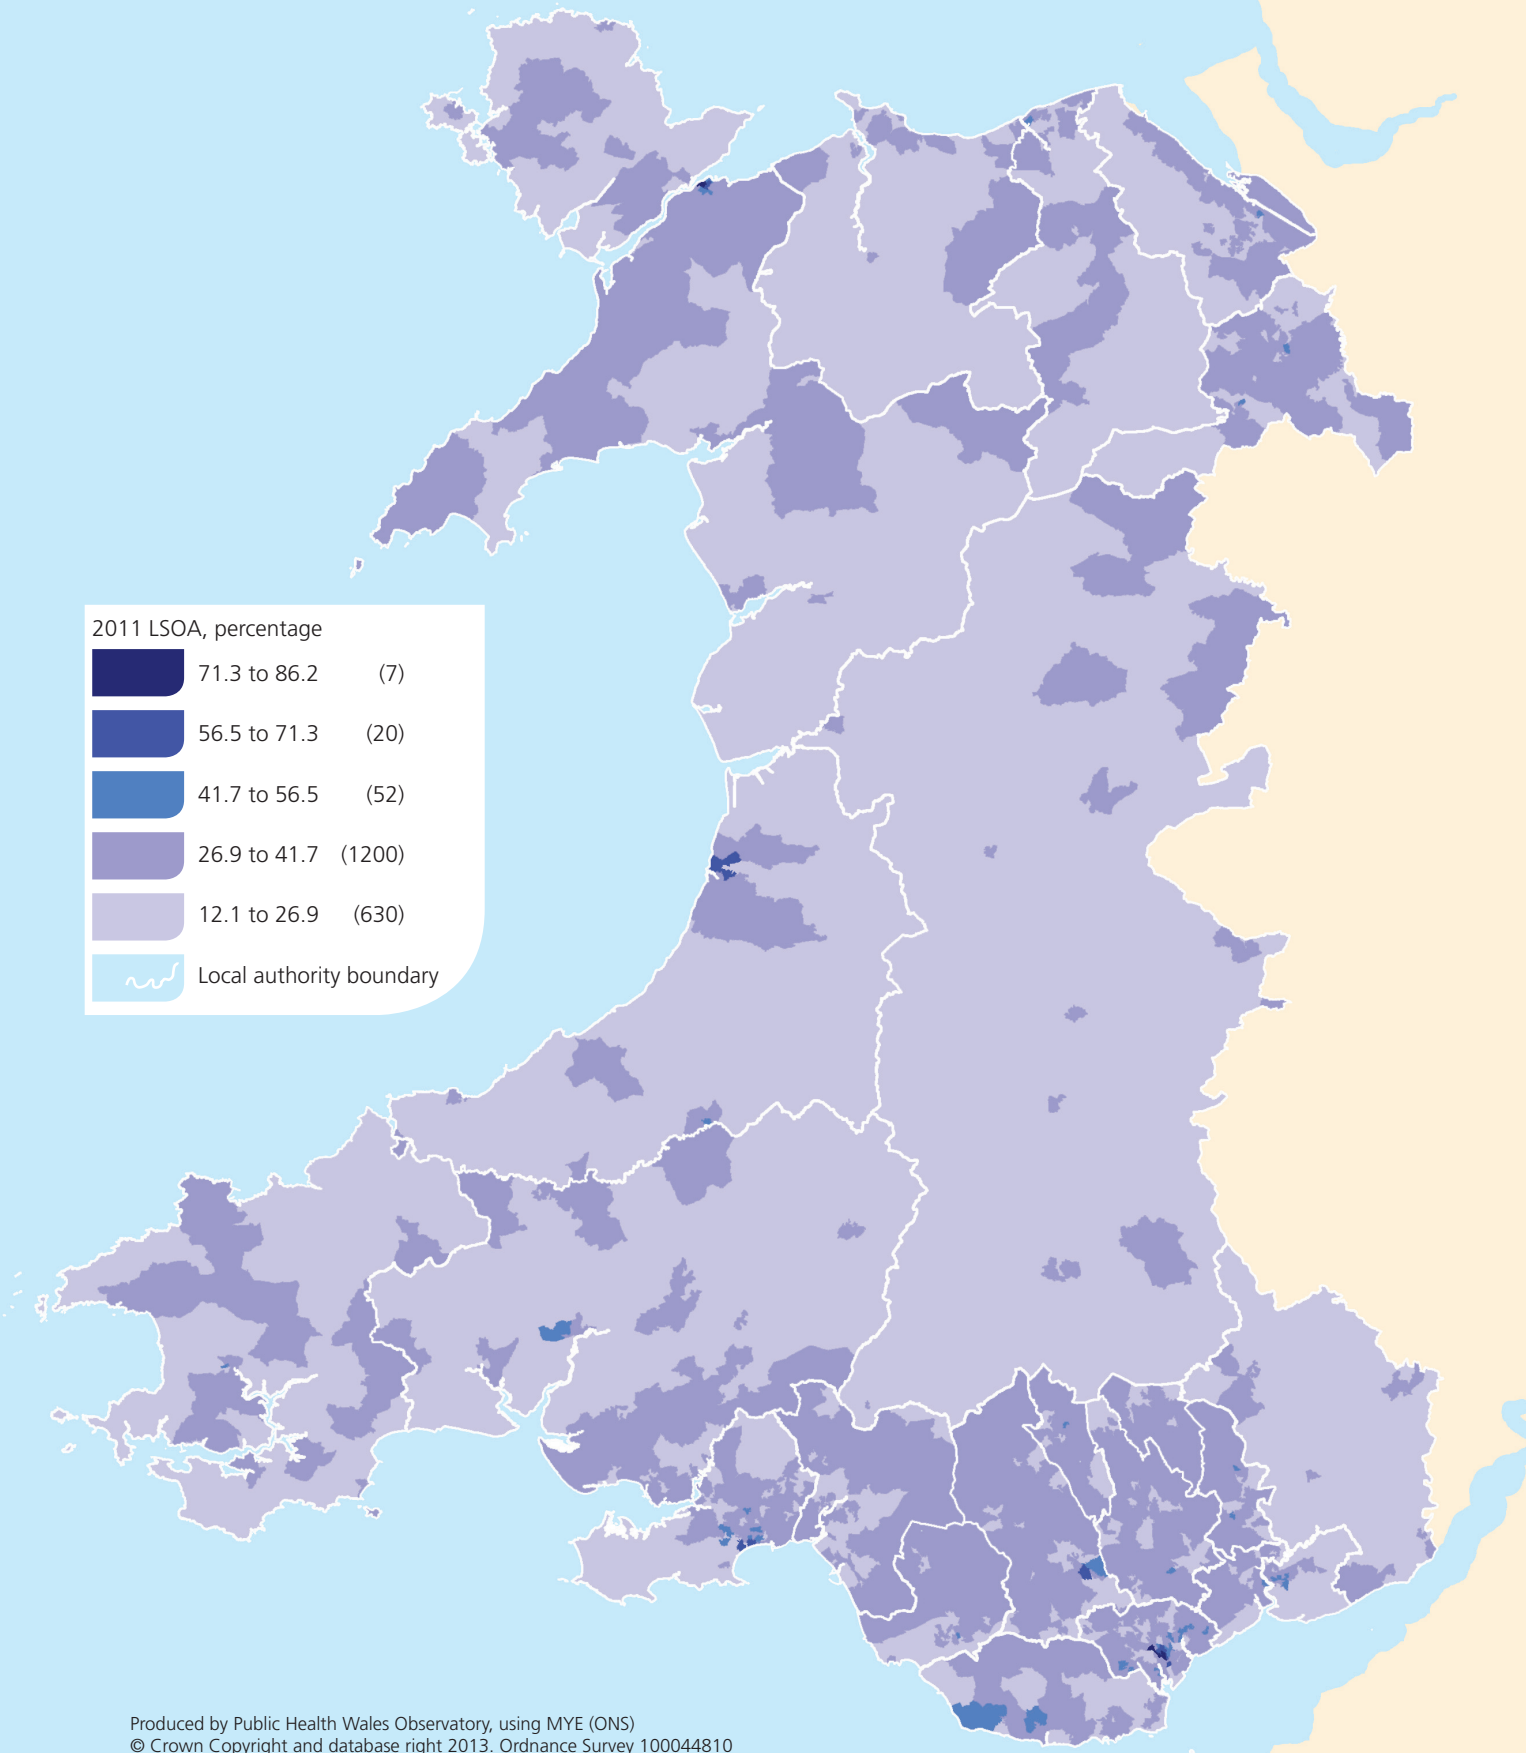 2011 LSOA, percentage
71.3 to 86.2 (7)
56.5 to 71.3 (20)
41.7 to 56.5 (52)
26.9 to 41.7 (1200)
12.1 to 26.9 (630)
Local authority boundary
Produced by Public Health Wales Observatory, using MYE (ONS)
© Crown Copyright and database right 2013. Ordnance Survey 100044810